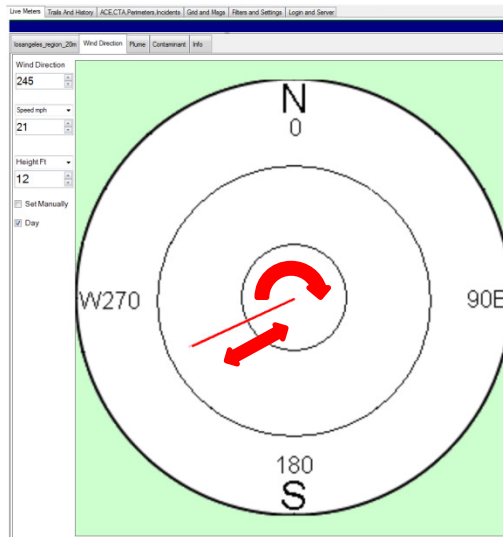 Live Meters Trails And History ACE,CTA,Perimeters,Incidents Grid and Mags Filters and Settings Login and Server
losangeles_region_20m Wind Direction Plume Contaminant Info
Wind Direction
245
Speed mph
21
Height Ft
12
Set Manually
Day
N
0
W270
90E
180
S